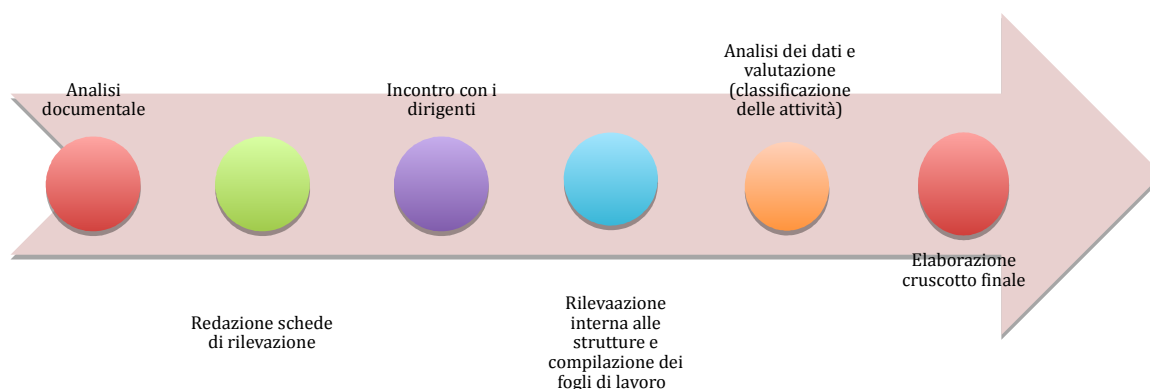 Analisi
documentale
Redazione schede
di rilevazione
Incontro con i
dirigenti
Rilevaazione
interna alle
strutture e
compilazione dei
fogli di lavoro
Analisi dei dati e
valutazione
(classificazione
delle attività)
Elaborazione
cruscotto finale